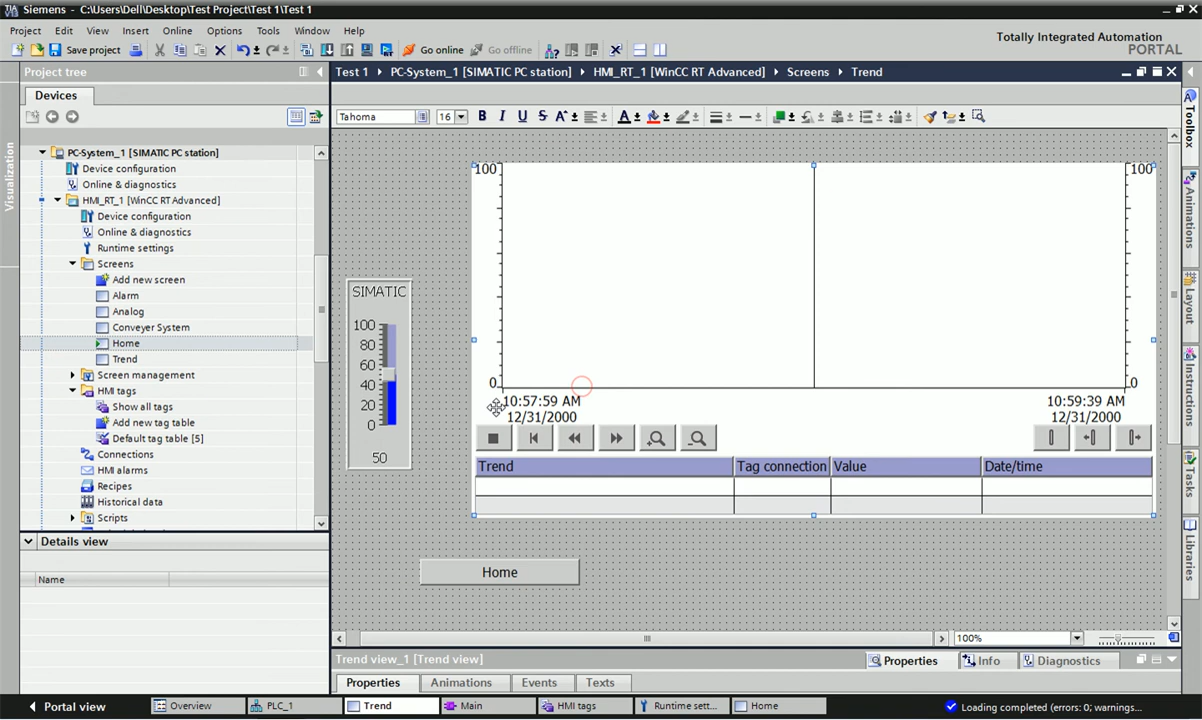 Siemens - C:\Users\Dell\Desktop\Test Project\Test 1\Test 1
Project Edit View Insert Online Options Tools Window Help
Totally Integrated Automation
PORTAL
Save project
Go online
Go offline
Project tree
Test 1 PC-System_1 [SIMATIC PC station] HMI_RT_1 [WinCC RT Advanced] Screens Trend
Devices
Tahoma
16
Visualization
PC-System_1 [SIMATIC PC station]
Device configuration
Online & diagnostics
HMI_RT_1 [WinCC RT Advanced]
Device configuration
Online & diagnostics
Runtime settings
Screens
Add new screen
Alarm
Analog
Conveyer System
Home
Trend
Screen management
HMI tags
Show all tags
Add new tag table
Default tag table [5]
Connections
HMI alarms
Recipes
Historical data
Scripts
Details view
Name
SIMATIC
100
80
60
40
20
0
50
100
100
0
0
10:57:59 AM
12/31/2000
10:59:39 AM
12/31/2000
Trend Tag connection Value Date/time
Home
100%
Toolbox
Animations
Layout
Instructions
Tasks
Libraries
Trend view_1 [Trend view]
Properties Info Diagnostics
Properties Animations Events Texts
Portal view Overview PLC_1 Trend Main HMI tags Runtime sett... Home
Loading completed (errors: 0; warnings...